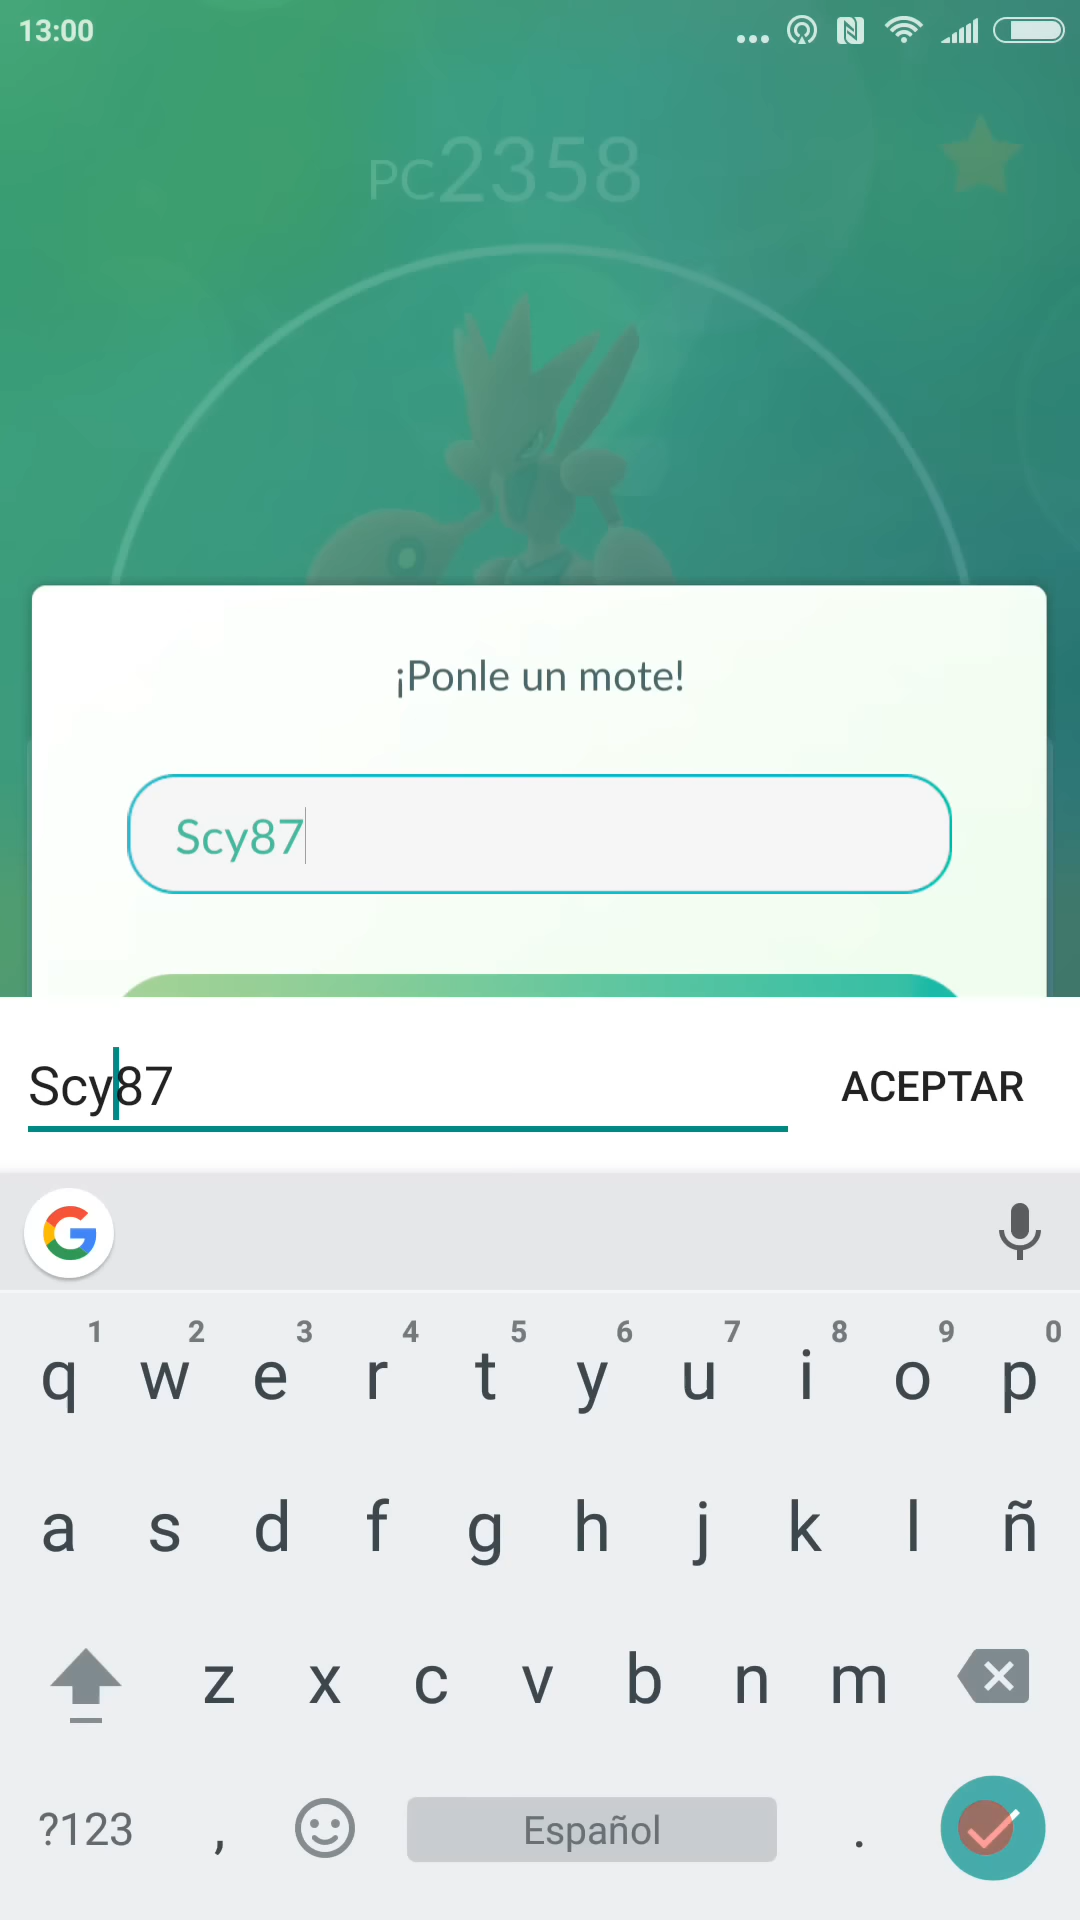 13:00
PC2358
¡Ponle un mote!
Scy87
Scy87
ACEPTAR
1 2 3 4 5 6 7 8 9 0
q w e r t y u i o p
a s d f g h j k l ñ
z x c v b n m
?123 , Español .